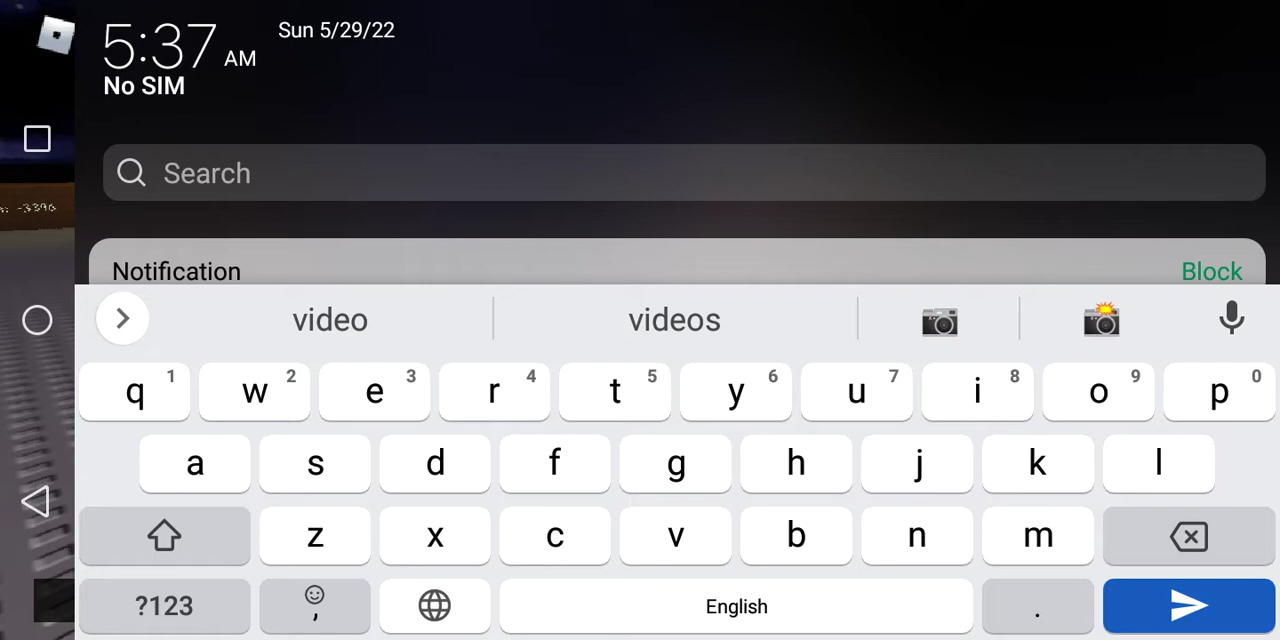 5:37 AM Sun 5/29/22
No SIM
Search
: -3396
Notification Block
video videos
q 1 w 2 e 3 r 4 t 5 y 6 u 7 i 8 o 9 p 0
a s d f g h j k l
z x c v b n m
?123 , English .